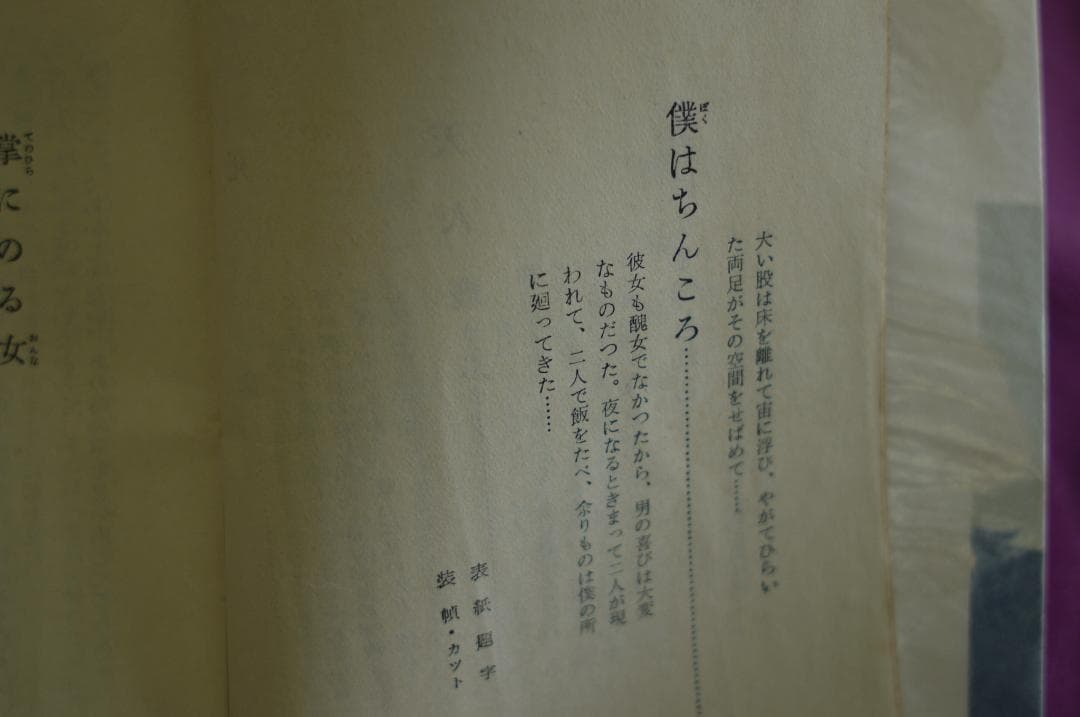 大い股は床を離れて宙に浮び、やがてひらい
た両足がその空間をせばめて……
僕はちんころ……………………
彼女も醜女でなかつたから、男の喜びは大変
なものだつた。夜になるときまって二人が現
われて、二人で飯をたべ、余りものは僕の所
に廻ってきた……
表紙題字
装幀・カツト
掌にのる女